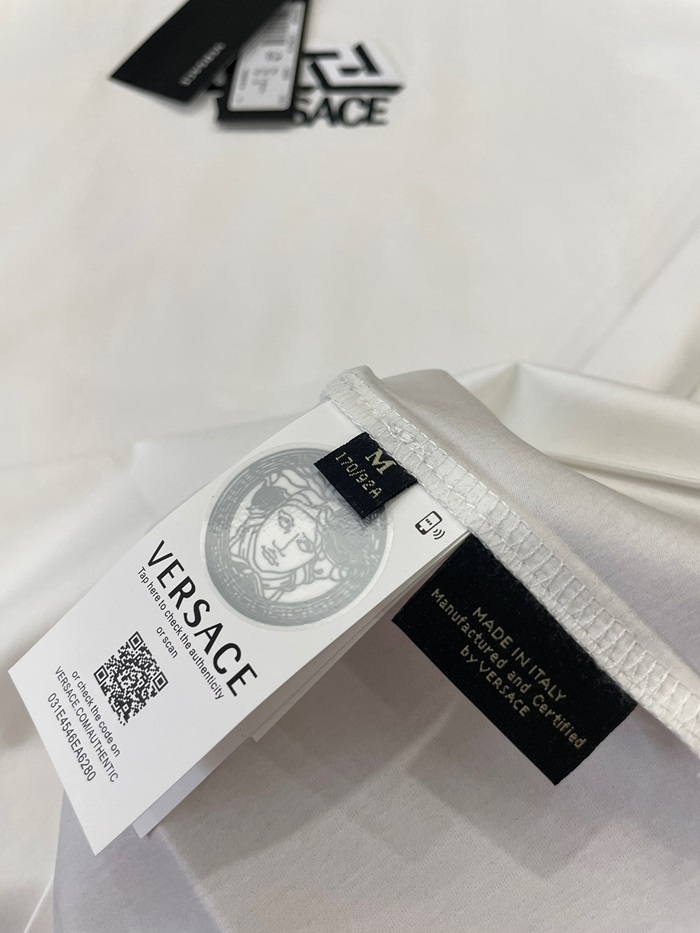 VERSACE
SACE
M
170/92A
VERSACE
Tap here to check the authenticity
or scan
or check the code on
VERSACE.COM/AUTHENTIC
031E4546EA6280
MADE IN ITALY
Manufactured and Certified
by VERSACE